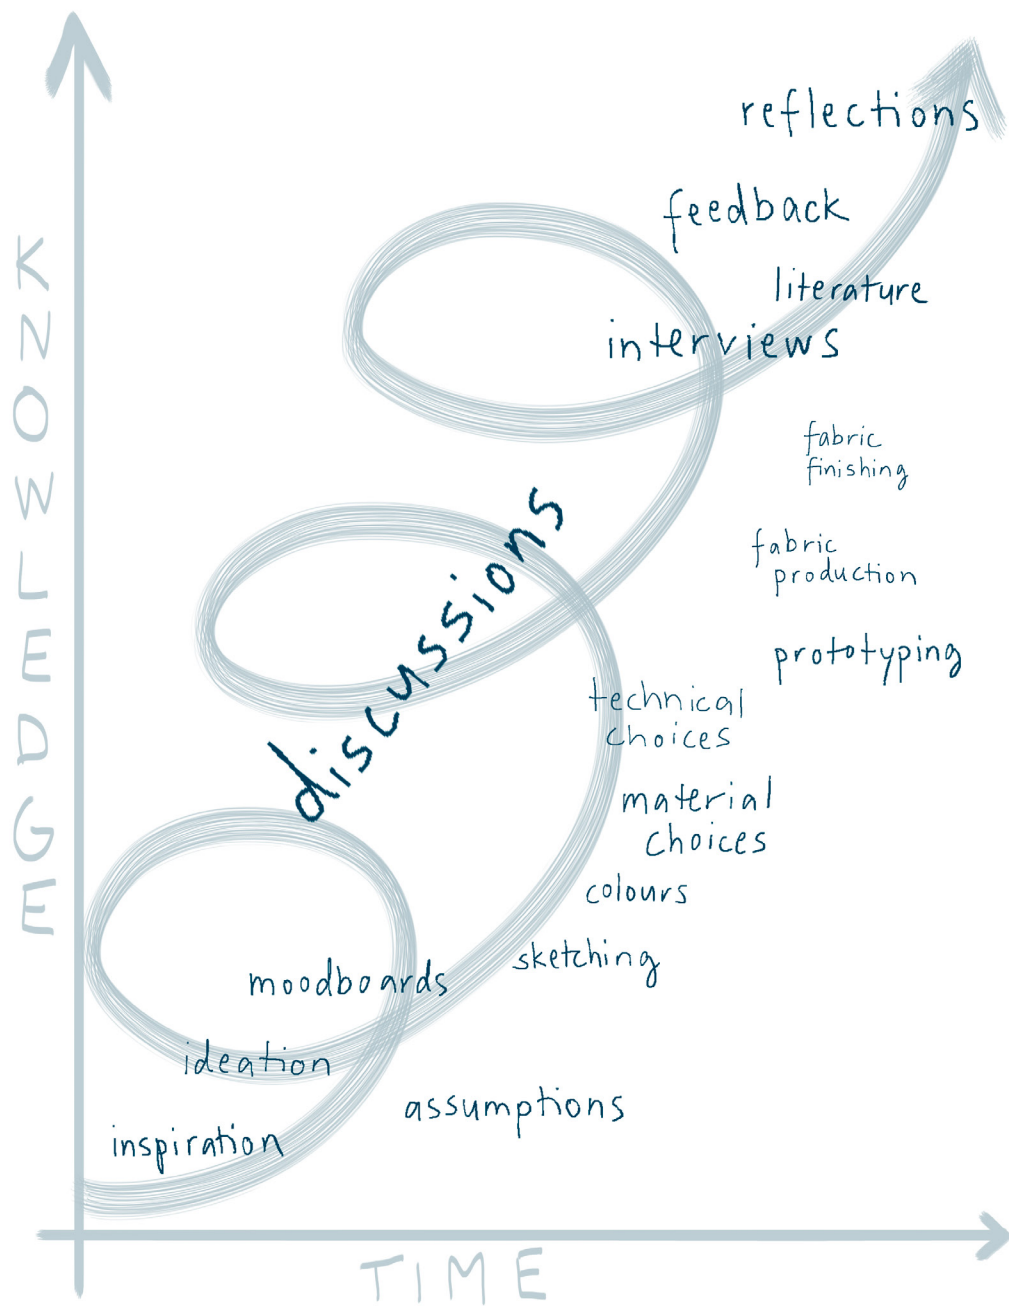 reflections
feedback
literature
interviews
fabric
finishing
discussions
fabric
production
prototyping
technical
choices
material
choices
colours
sketching
moodboards
ideation
assumptions
inspiration
KNOWLEDGE
TIME